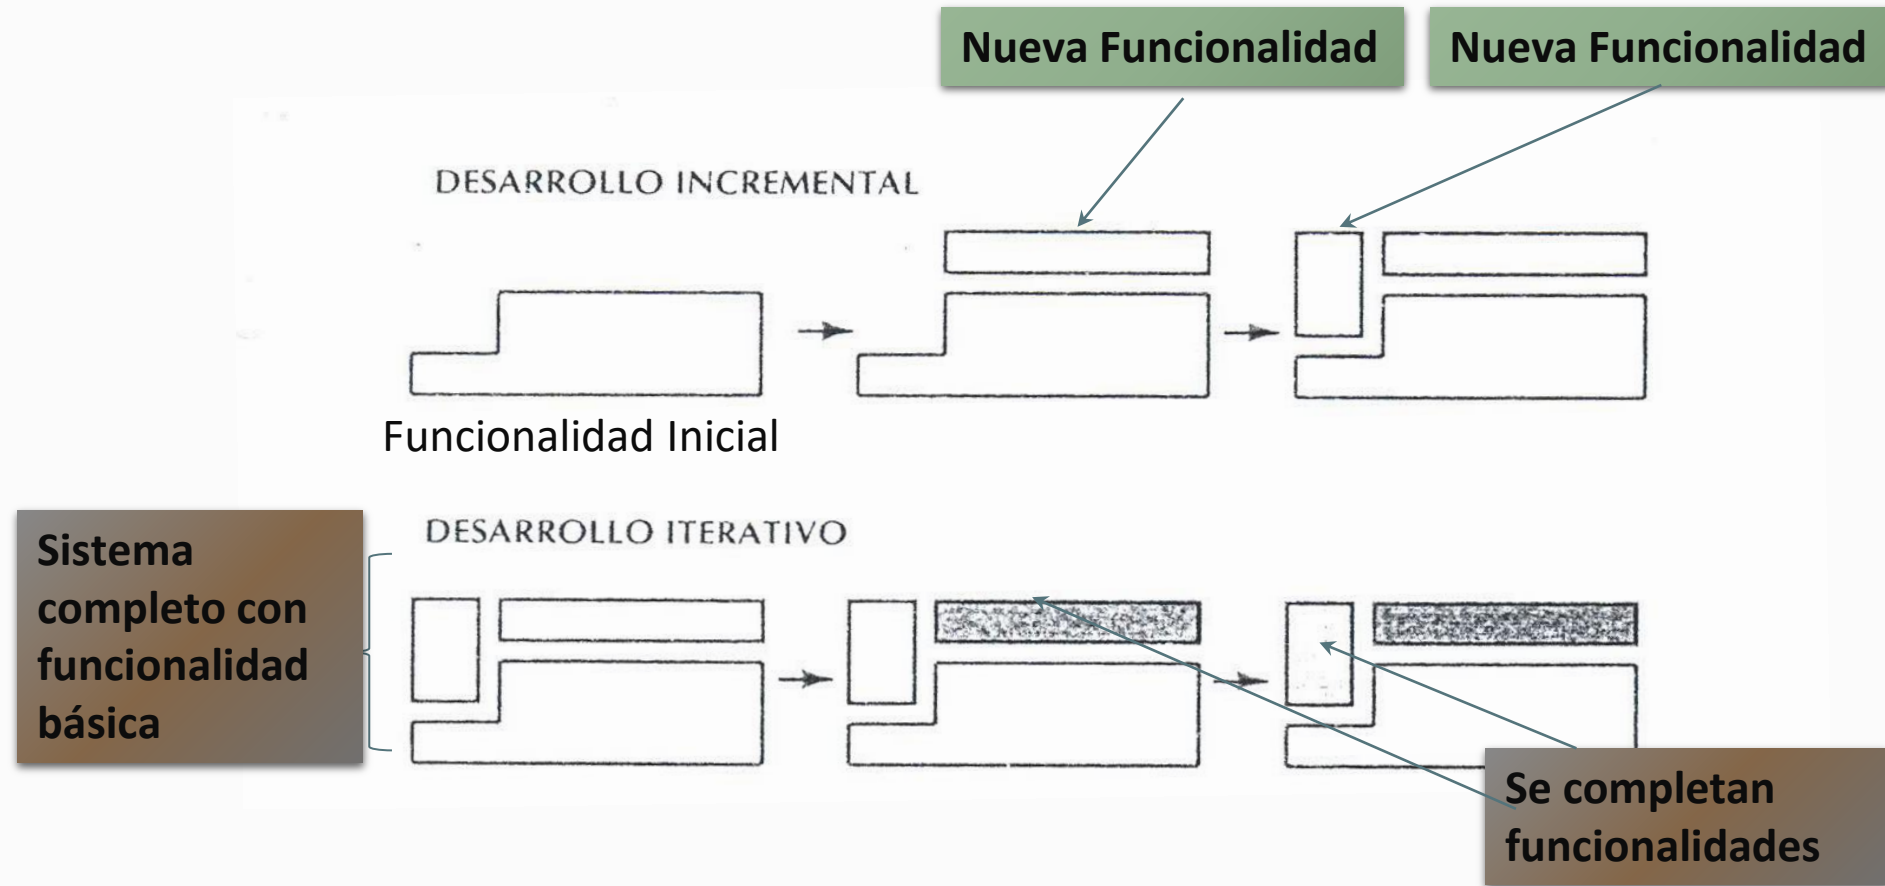 Nueva Funcionalidad
Nueva Funcionalidad
DESARROLLO INCREMENTAL
Funcionalidad Inicial
DESARROLLO ITERATIVO
Sistema
completo con
funcionalidad
básica
Se completan
funcionalidades